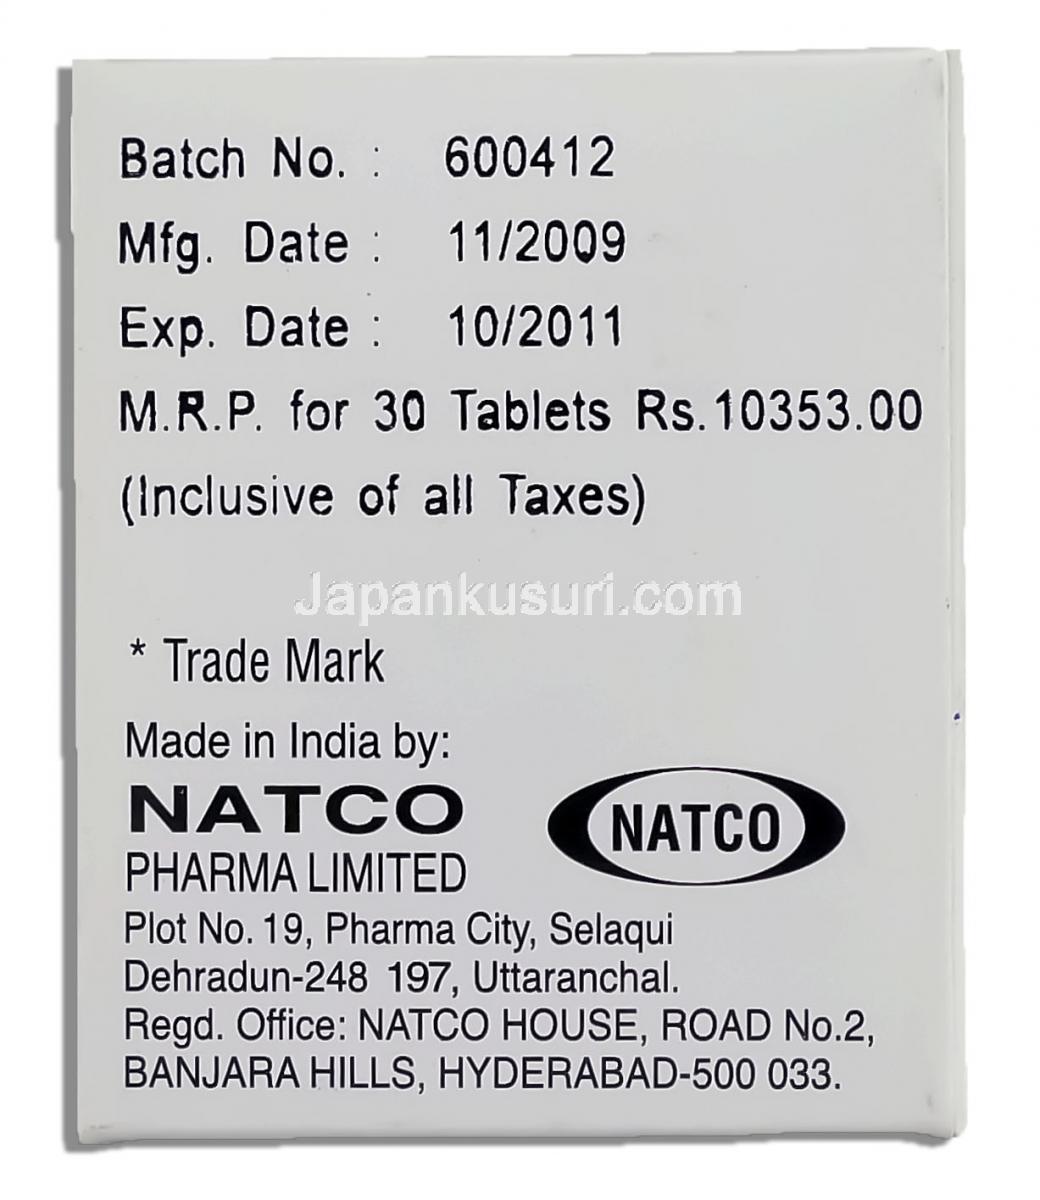 Batch No. : 600412
Mfg. Date : 11/2009
Exp. Date : 10/2011
M.R.P. for 30 Tablets Rs.10353.00
(Inclusive of all Taxes)
Japankusuri.com
* Trade Mark
Made in India by:
NATCO
PHARMA LIMITED
NATCO
Plot No. 19, Pharma City, Selaqui
Dehradun-248 197, Uttaranchal.
Regd. Office: NATCO HOUSE, ROAD No.2,
BANJARA HILLS, HYDERABAD-500 033.